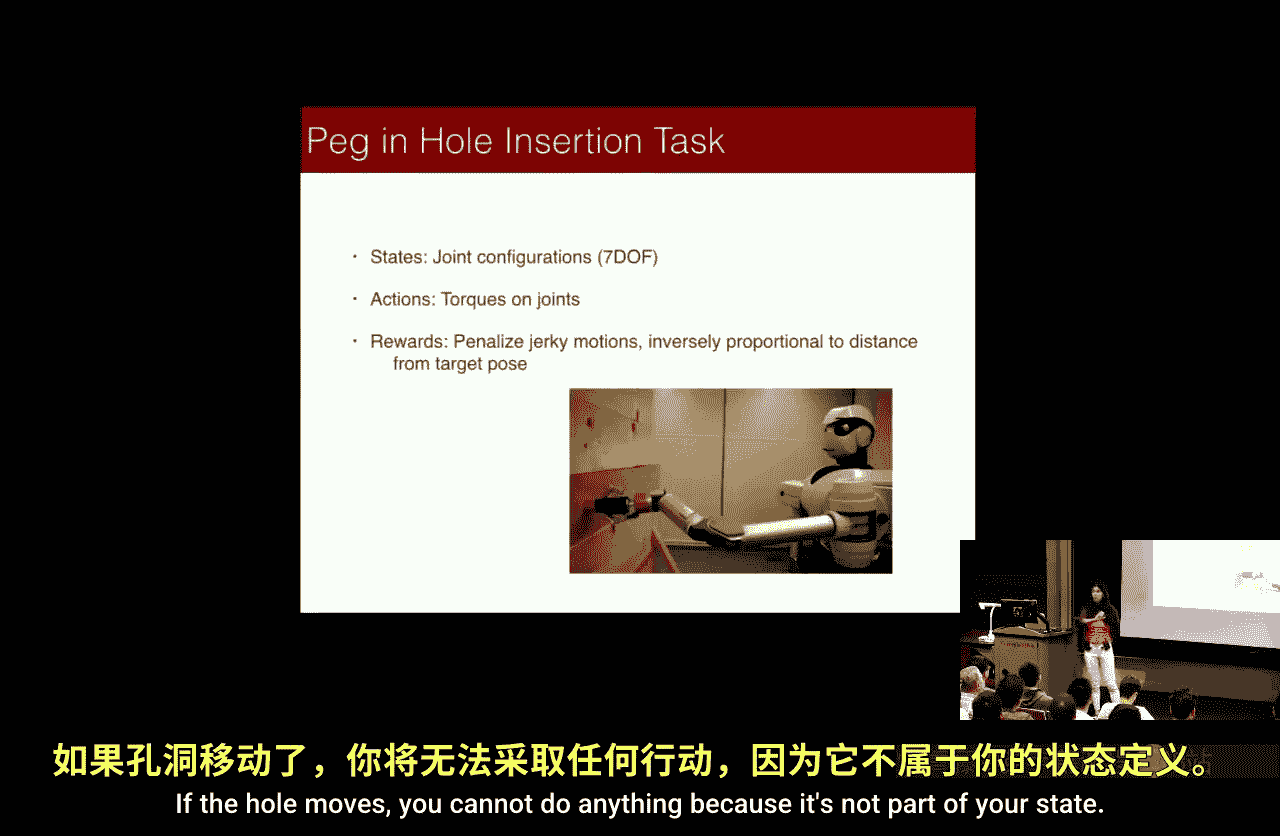 Peg in Hole Insertion Task
• States: Joint configurations (7DOF)
• Actions: Torques on joints
• Rewards: Penalize jerky motions, inversely proportional to distance
from target pose
如果孔洞移动了，你将无法采取任何行动，因为它不属于你的状态定义。
If the hole moves, you cannot do anything because it's not part of your state.